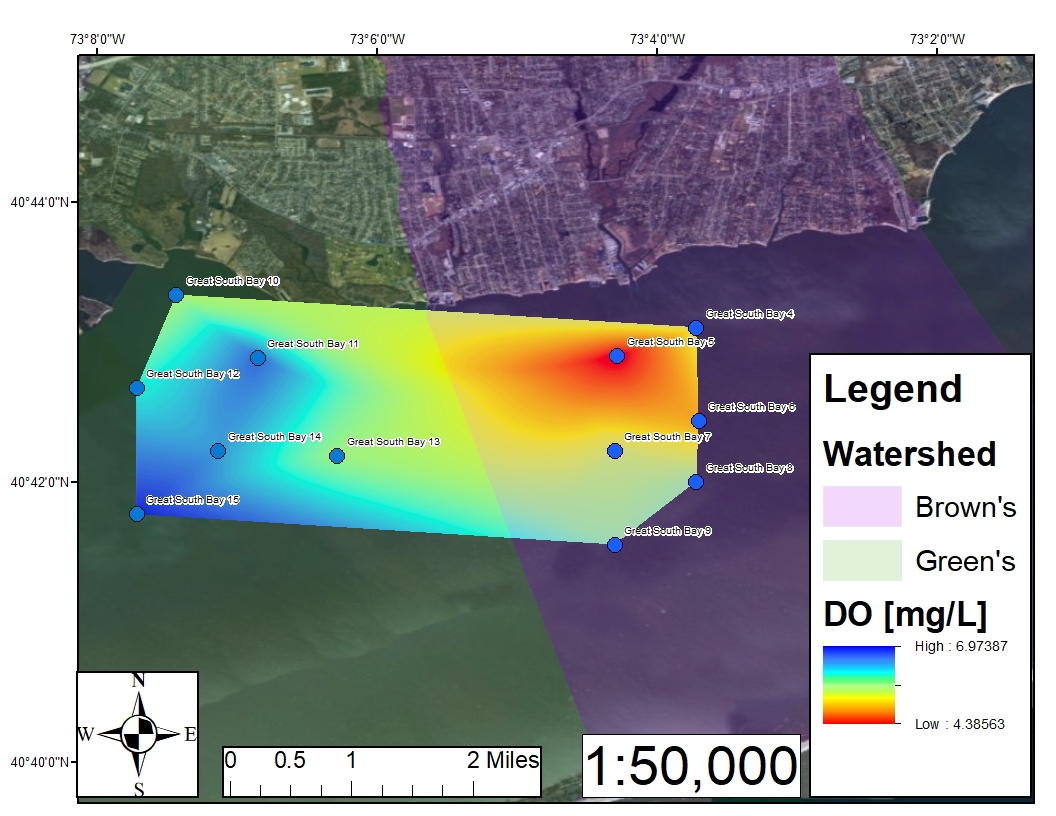 73°8'0"W 73°6'0"W 73°4'0"W 73°2'0"W
40°44'0"N
40°42'0"N
40°40'0"N
Great South Bay 10
Great South Bay 4
Great South Bay 5
Great South Bay 11
Great South Bay 12
Great South Bay 6
Great South Bay 14
Great South Bay 13
Great South Bay 7
Great South Bay 8
Great South Bay 15
Great South Bay 9
Legend
Watershed
Brown's
Green's
DO [mg/L]
High : 6.97387
Low : 4.38563
N
W E
S
0 0.5 1 2 Miles
1:50,000